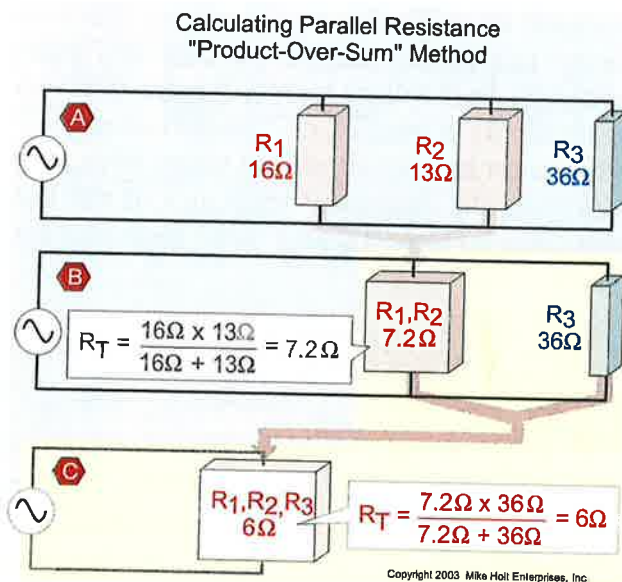 Calculating Parallel Resistance
"Product-Over-Sum" Method
A
R1
16Ω
R2
13Ω
R3
36Ω
B
RT = 16Ω x 13Ω / 16Ω + 13Ω = 7.2Ω
R1,R2
7.2Ω
R3
36Ω
C
R1,R2,R3
6Ω
RT = 7.2Ω x 36Ω / 7.2Ω + 36Ω = 6Ω
Copyright 2003 Mike Holt Enterprises, Inc